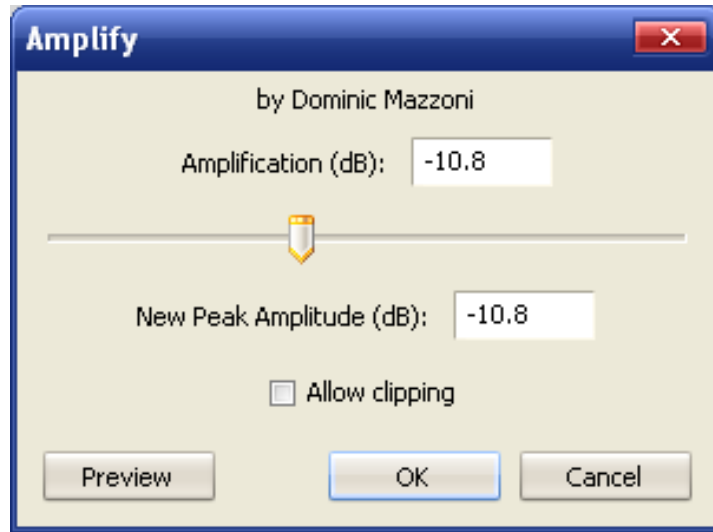 Amplify
by Dominic Mazzoni
Amplification (dB): -10.8
New Peak Amplitude (dB): -10.8
Allow clipping
Preview OK Cancel